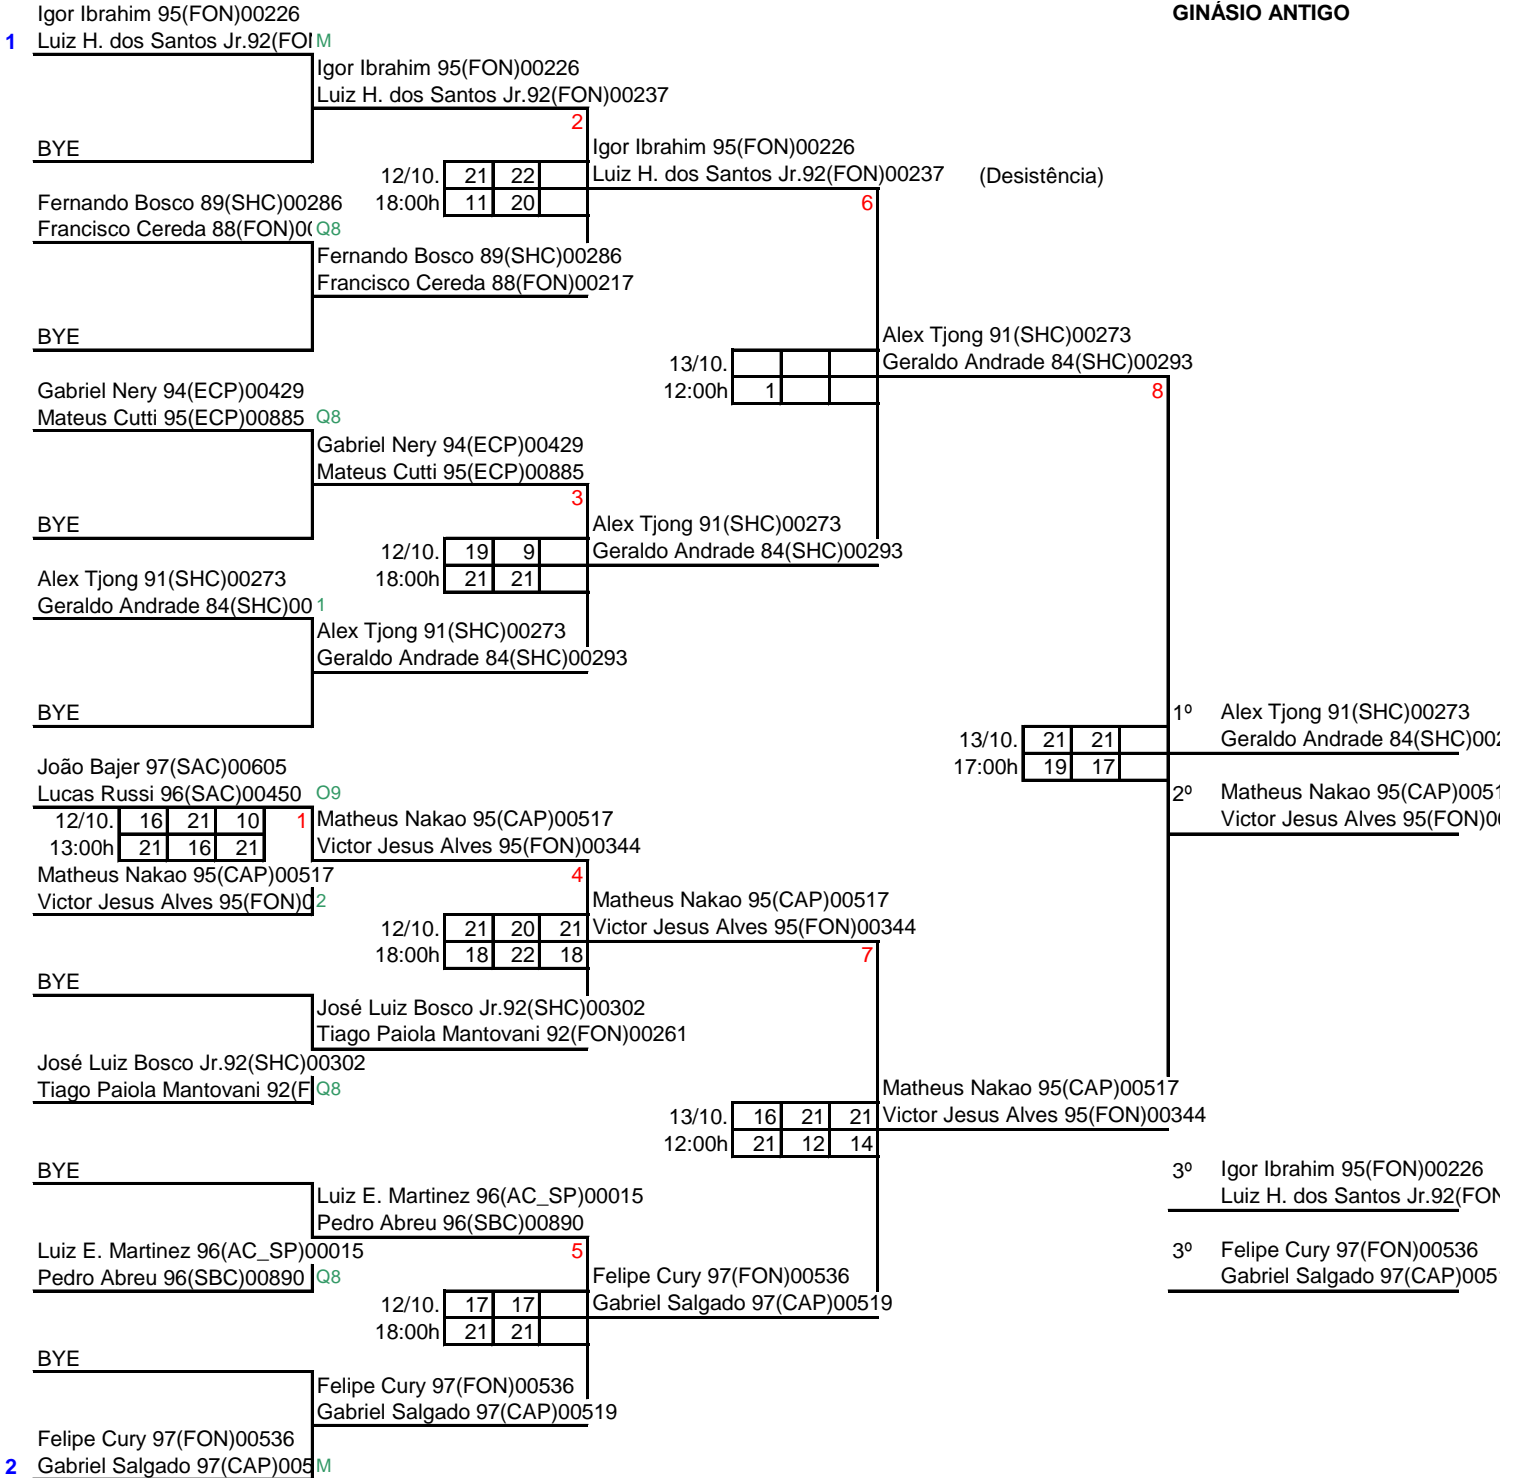 Igor Ibrahim 95(FON)00226
GINÁSIO ANTIGO
1 Luiz H. dos Santos Jr.92(FON M
Igor Ibrahim 95(FON)00226
Luiz H. dos Santos Jr.92(FON)00237
2
BYE
Igor Ibrahim 95(FON)00226
12/10. 21 22
Luiz H. dos Santos Jr.92(FON)00237 (Desistência)
Fernando Bosco 89(SHC)00286
18:00h 11 20
6
Francisco Cereda 88(FON)00 Q8
Fernando Bosco 89(SHC)00286
Francisco Cereda 88(FON)00217
BYE
Alex Tjong 91(SHC)00273
13/10.
Geraldo Andrade 84(SHC)00293
Gabriel Nery 94(ECP)00429
12:00h 1
8
Mateus Cutti 95(ECP)00885 Q8
Gabriel Nery 94(ECP)00429
Mateus Cutti 95(ECP)00885
3
BYE
Alex Tjong 91(SHC)00273
12/10. 19 9
Geraldo Andrade 84(SHC)00293
Alex Tjong 91(SHC)00273
18:00h 21 21
Geraldo Andrade 84(SHC)00 1
Alex Tjong 91(SHC)00273
Geraldo Andrade 84(SHC)00293
BYE
1º Alex Tjong 91(SHC)00273
13/10. 21 21
Geraldo Andrade 84(SHC)002
João Bajer 97(SAC)00605
17:00h 19 17
Lucas Russi 96(SAC)00450 O9
2º Matheus Nakao 95(CAP)0051
12/10. 16 21 10 1
Matheus Nakao 95(CAP)00517
Victor Jesus Alves 95(FON)00
13:00h 21 16 21
Victor Jesus Alves 95(FON)00344
Matheus Nakao 95(CAP)00517
4
Victor Jesus Alves 95(FON)0 2
Matheus Nakao 95(CAP)00517
12/10. 21 20 21
Victor Jesus Alves 95(FON)00344
18:00h 18 22 18
7
BYE
José Luiz Bosco Jr.92(SHC)00302
Tiago Paiola Mantovani 92(FON)00261
José Luiz Bosco Jr.92(SHC)00302
Tiago Paiola Mantovani 92(F Q8
Matheus Nakao 95(CAP)00517
13/10. 16 21 21
Victor Jesus Alves 95(FON)00344
12:00h 21 12 14
BYE
3º Igor Ibrahim 95(FON)00226
Luiz E. Martinez 96(AC_SP)00015
Luiz H. dos Santos Jr.92(FON
Pedro Abreu 96(SBC)00890
Luiz E. Martinez 96(AC_SP)00015
5
3º Felipe Cury 97(FON)00536
Pedro Abreu 96(SBC)00890 Q8
Felipe Cury 97(FON)00536
Gabriel Salgado 97(CAP)005
12/10. 17 17
Gabriel Salgado 97(CAP)00519
18:00h 21 21
BYE
Felipe Cury 97(FON)00536
Gabriel Salgado 97(CAP)00519
Felipe Cury 97(FON)00536
2 Gabriel Salgado 97(CAP)005 M